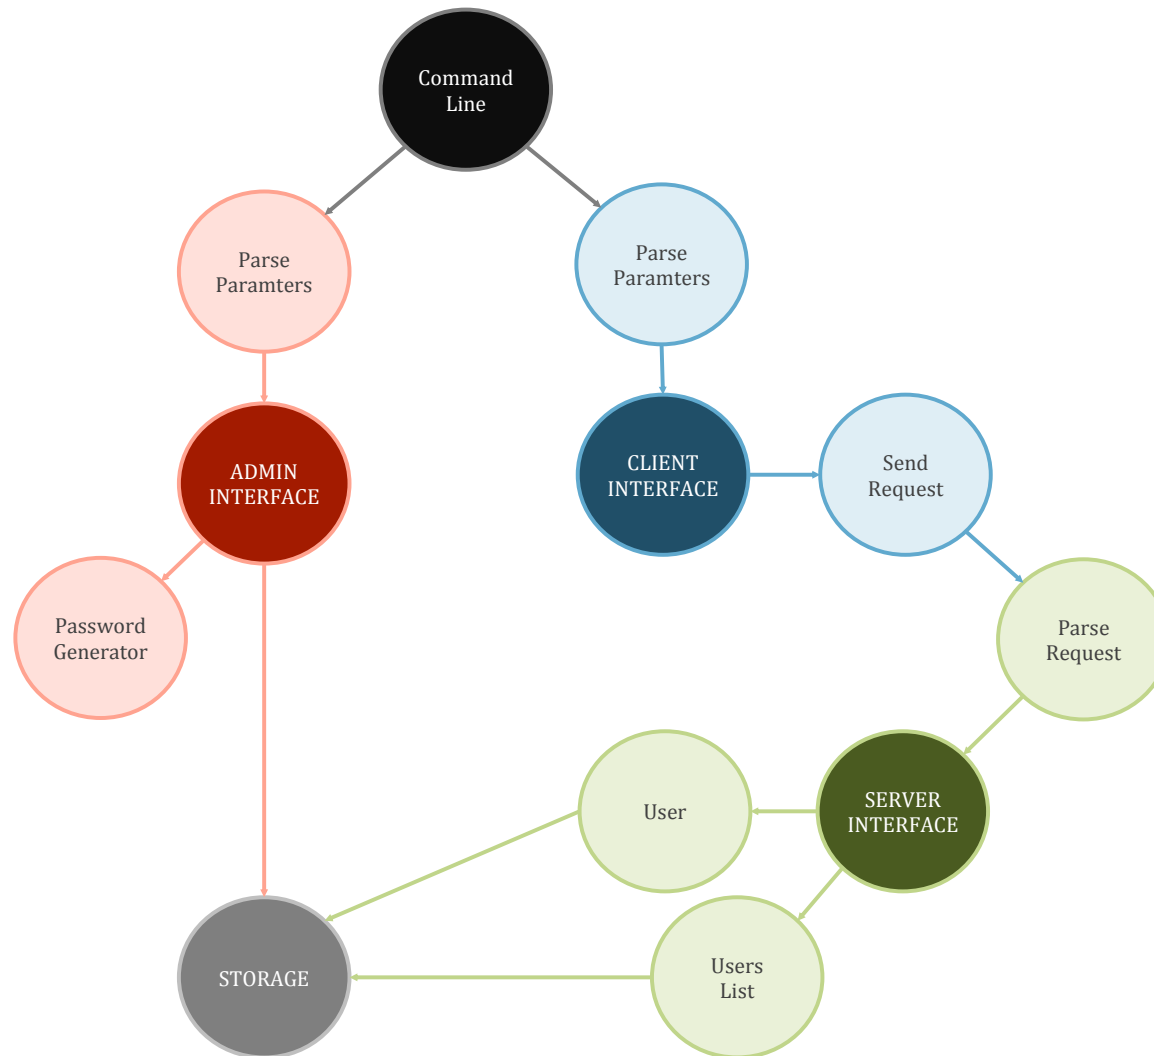 Command
Line
Parse
Paramters
Parse
Paramters
ADMIN
INTERFACE
CLIENT
INTERFACE
Send
Request
Password
Generator
Parse
Request
User
SERVER
INTERFACE
STORAGE
Users
List